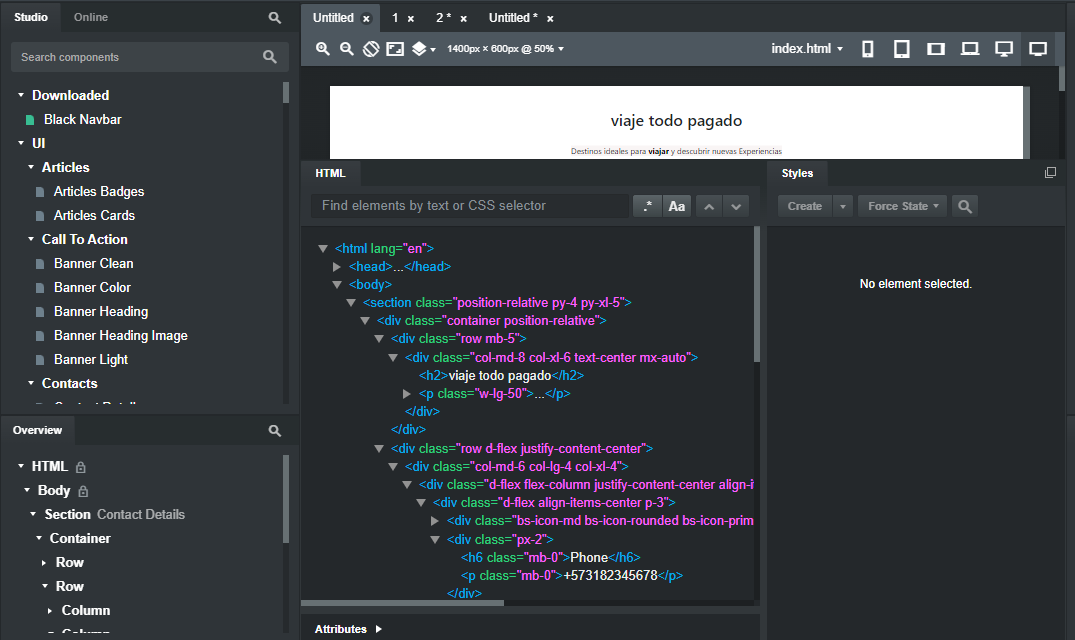 Studio
Online
Search components
Downloaded
Black Navbar
UI
Articles
Articles Badges
Articles Cards
Call To Action
Banner Clean
Banner Color
Banner Heading
Banner Heading Image
Banner Light
Contacts
Overview
HTML
Body
Section Contact Details
Container
Row
Row
Column
Column
Untitled ×
1 ×
2 * ×
Untitled * ×
1400px × 600px @ 50%
index.html
viaje todo pagado
Destinos ideales para viajar y descubrir nuevas Experiencias
HTML
Find elements by text or CSS selector
.* Aa
<html lang="en">
<head>...</head>
<body>
<section class="position-relative py-4 py-xl-5">
<div class="container position-relative">
<div class="row mb-5">
<div class="col-md-8 col-xl-6 text-center mx-auto">
<h2>viaje todo pagado</h2>
<p class="w-lg-50">...</p>
</div>
</div>
<div class="row d-flex justify-content-center">
<div class="col-md-6 col-lg-4 col-xl-4">
<div class="d-flex flex-column justify-content-center align-i
<div class="d-flex align-items-center p-3">
<div class="bs-icon-md bs-icon-rounded bs-icon-prim
<div class="px-2">
<h6 class="mb-0">Phone</h6>
<p class="mb-0">+573182345678</p>
</div>
Attributes
Styles
Create
Force State
No element selected.